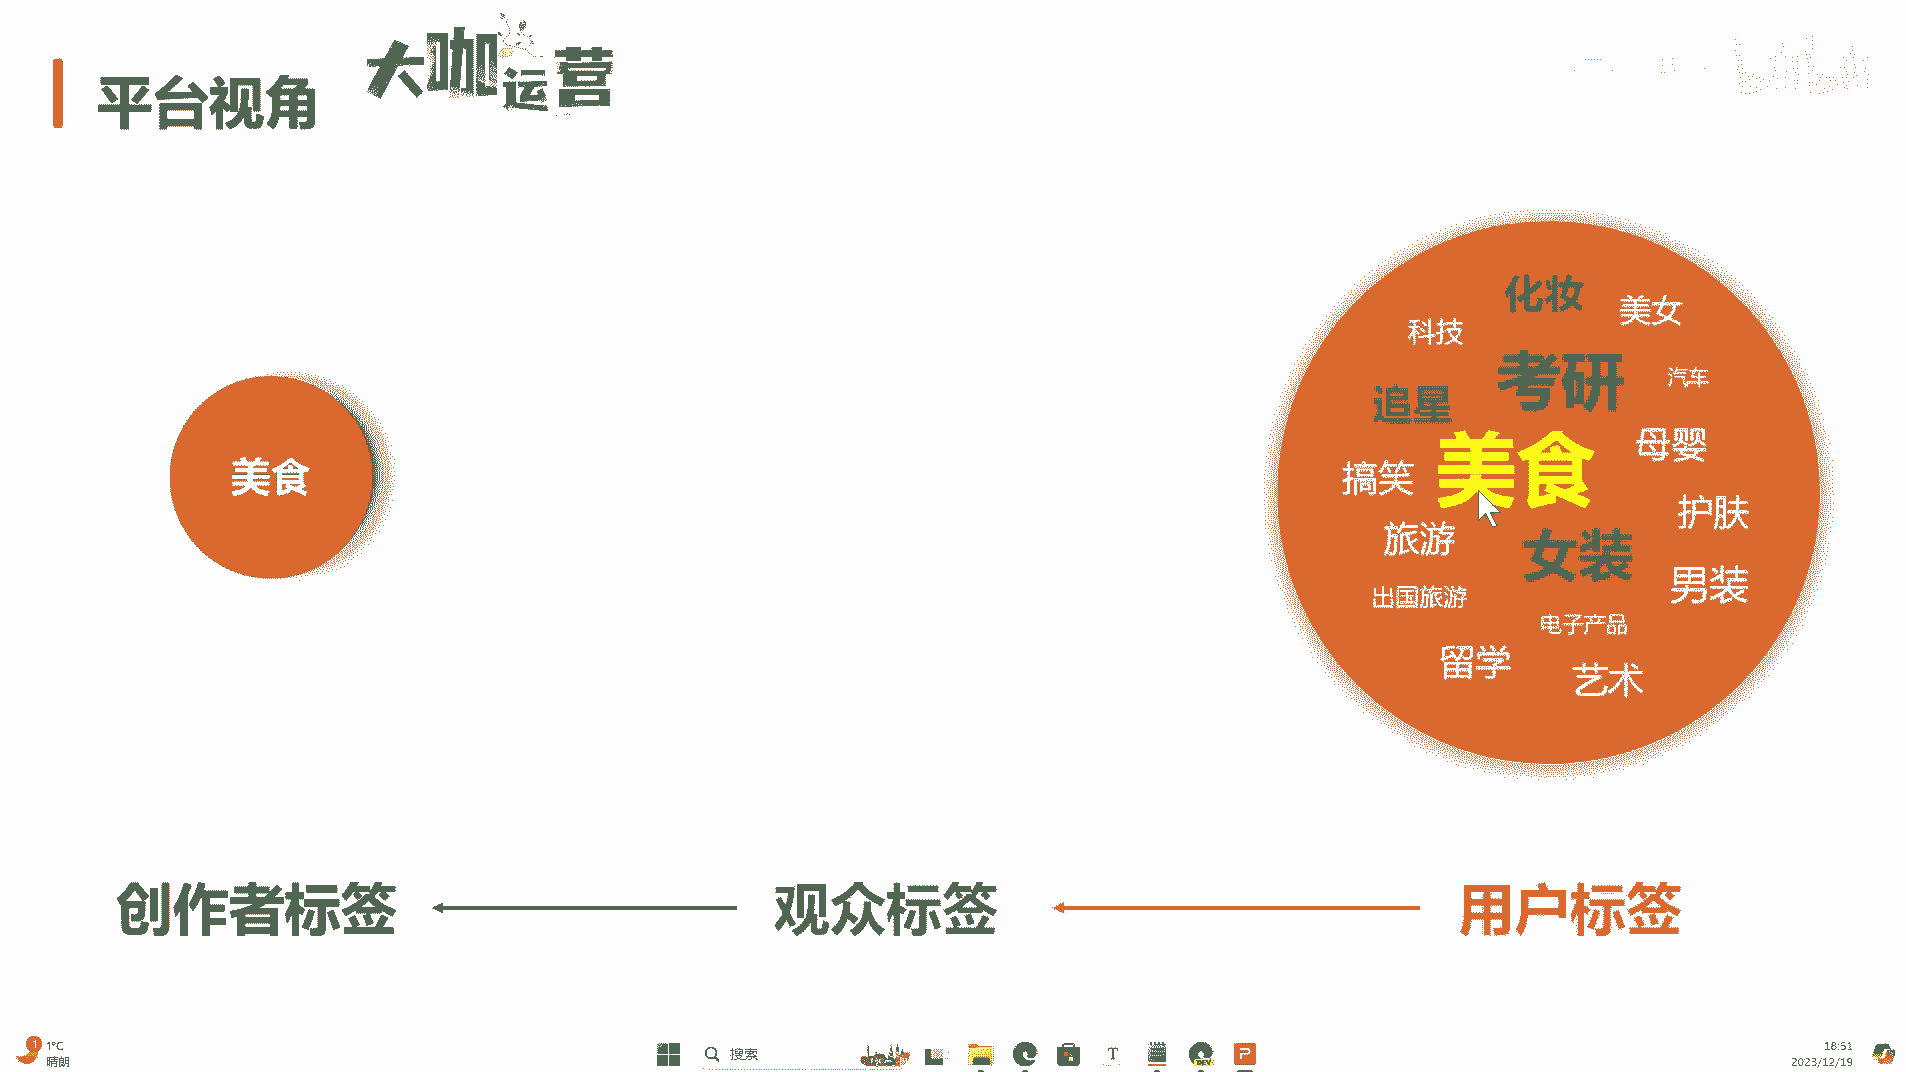 平台视角
大咖运营
bilibili
化妆
美女
科技
考研
汽车
追星
美食
母婴
搞笑
美食
护肤
旅游
女装
男装
出国旅游
电子产品
留学
艺术
创作者标签
观众标签
用户标签
1
1°C
晴朗
搜索
T
DEV
P
18:51
2023/12/19